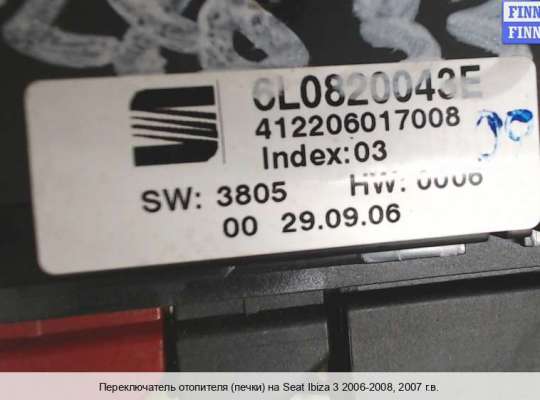 FINN
FINN
6L0820043E
412206017008
Index:03
SW: 3805 HW: 0006
00 29.09.06
Переключатель отопителя (печки) на Seat Ibiza 3 2006-2008, 2007 г.в.